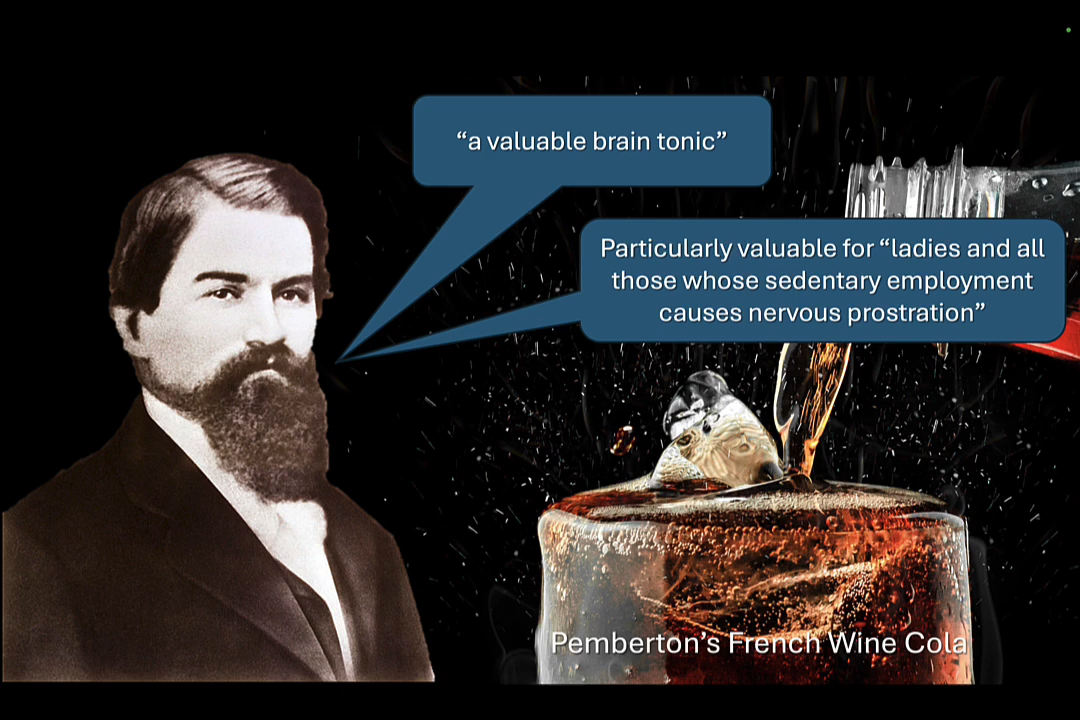 “a valuable brain tonic”
Particularly valuable for “ladies and all
those whose sedentary employment
causes nervous prostration”
Pemberton’s French Wine Cola